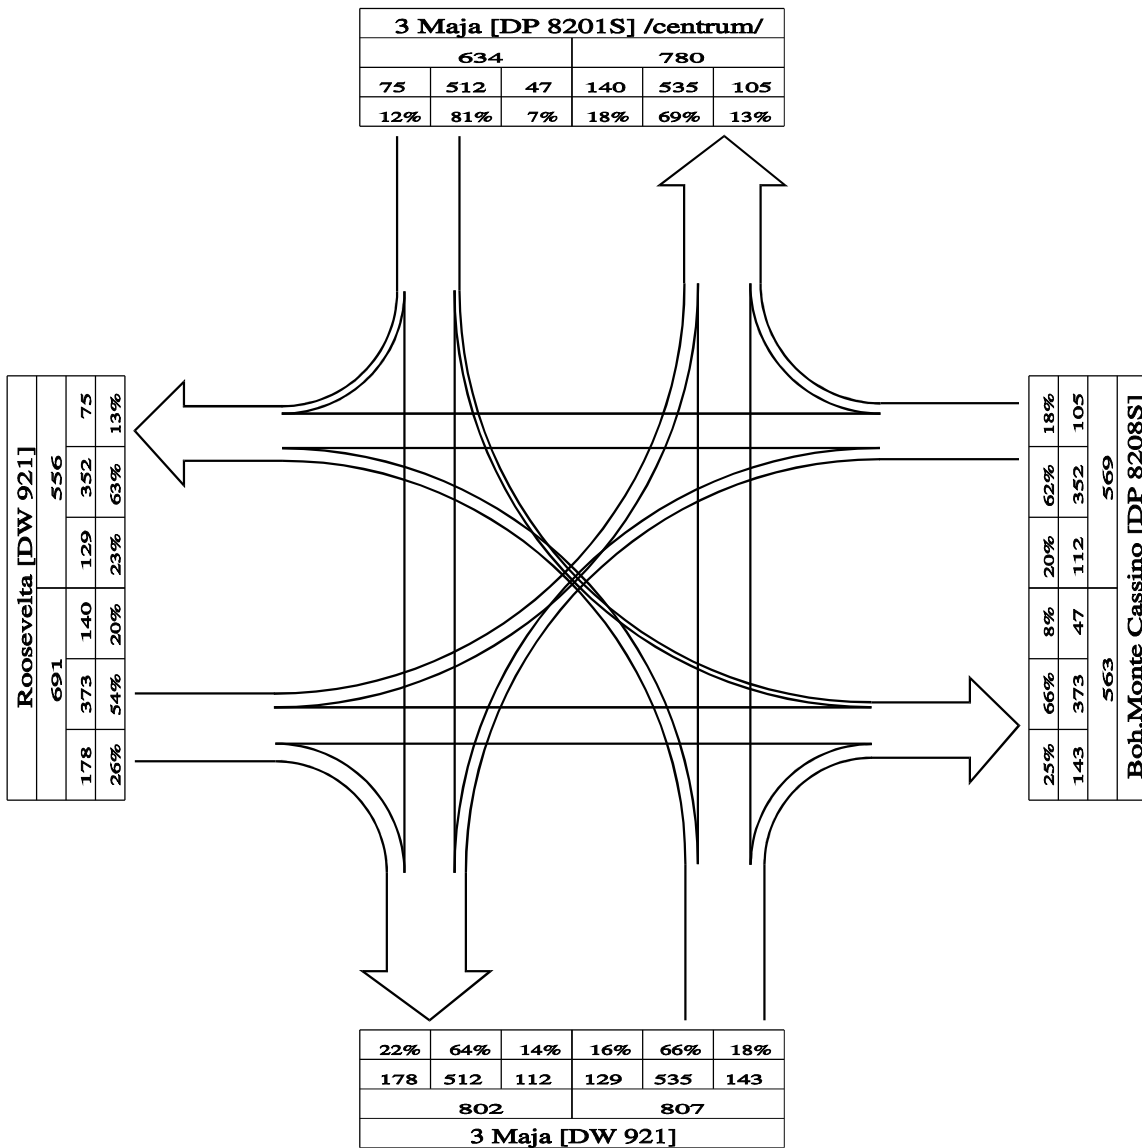 3 Maja [DP 8201S] /centrum/
634 780
75 512 47 140 535 105
12% 81% 7% 18% 69% 13%
Roosevelta [DW 921]
691 556
178 373 140 129 352 75
26% 54% 20% 23% 63% 13%
25% 66% 8% 20% 62% 18%
143 373 47 112 352 105
563 569
Boh.Monte Cassino [DP 8208S]
22% 64% 14% 16% 66% 18%
178 512 112 129 535 143
802 807
3 Maja [DW 921]